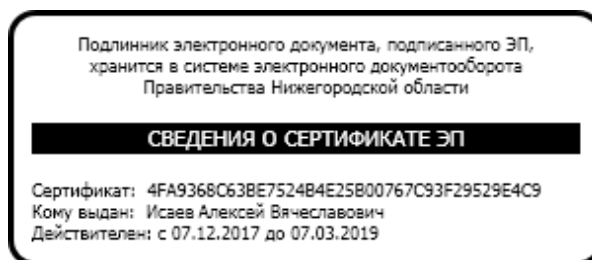 Подлинник электронного документа, подписанного ЭП,
хранится в системе электронного документооборота
Правительства Нижегородской области
СВЕДЕНИЯ О СЕРТИФИКАТЕ ЭП
Сертификат: 4FA9368C63BE7524B4E25B00767C93F29529E4C9
Кому выдан: Исаев Алексей Вячеславович
Действителен: с 07.12.2017 до 07.03.2019